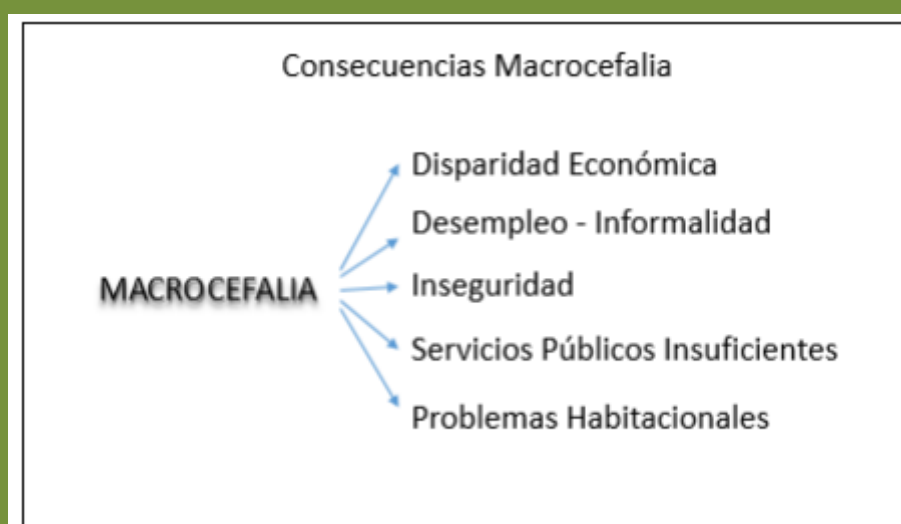 Consecuencias Macrocefalia
Disparidad Económica
Desempleo - Informalidad
MACROCEFALIA
Inseguridad
Servicios Públicos Insuficientes
Problemas Habitacionales